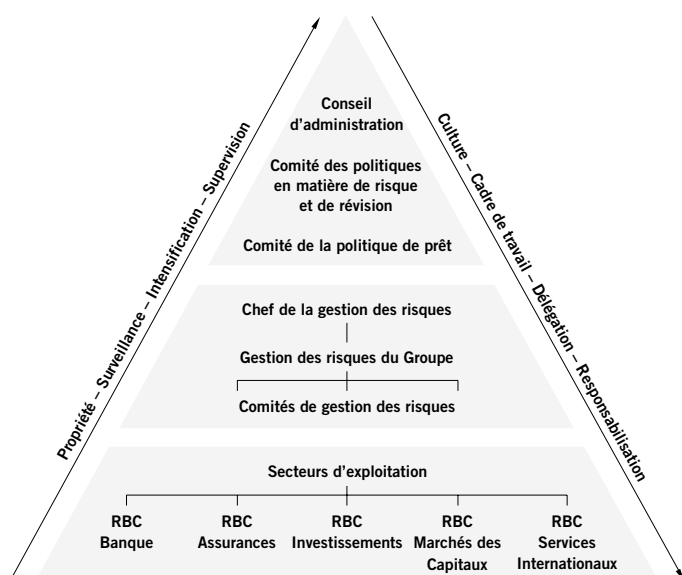 Conseil
d'administration
Comité des politiques
en matière de risque
et de révision
Comité de la politique de prêt
Propriété – Surveillance – Intensification – Supervision
Culture – Cadre de travail – Délégation – Responsabilisation
Chef de la gestion des risques
Gestion des risques du Groupe
Comités de gestion des risques
Secteurs d'exploitation
RBC
Banque
RBC
Assurances
RBC
Investissements
RBC
Marchés des
Capitaux
RBC
Services
Internationaux